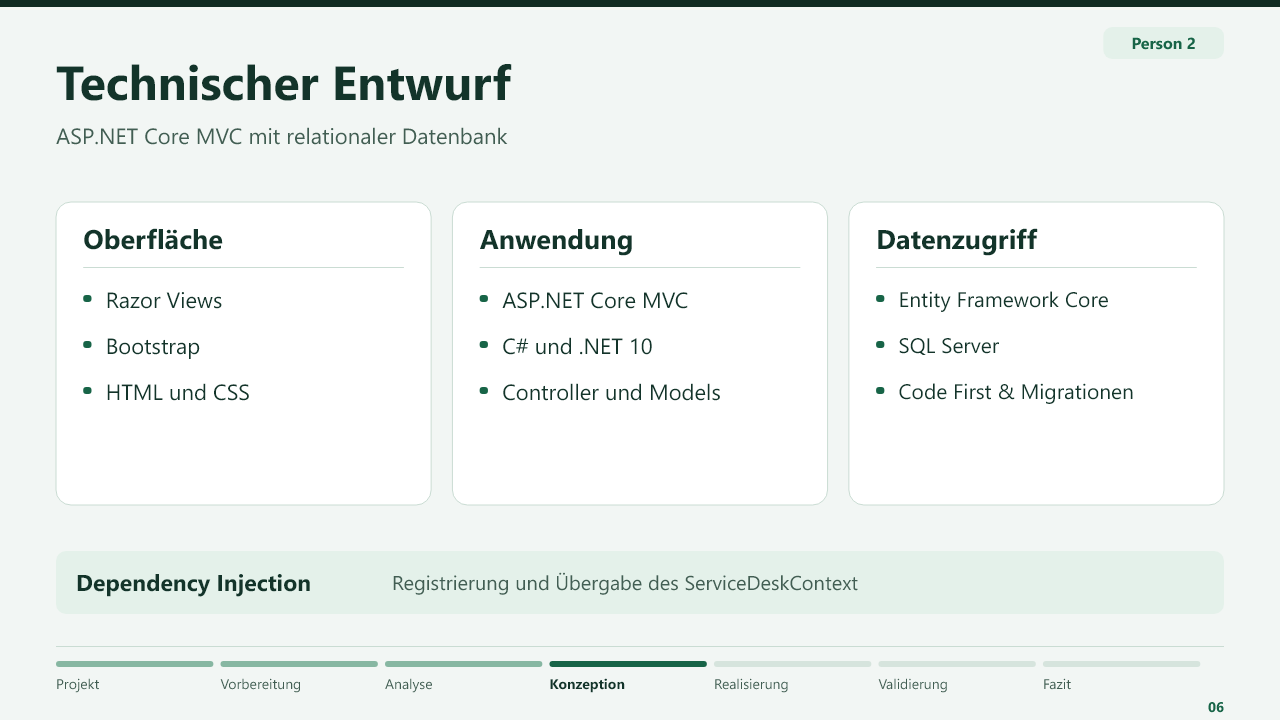 Person 2
Technischer Entwurf
ASP.NET Core MVC mit relationaler Datenbank
Oberfläche
Razor Views
Bootstrap
HTML und CSS
Anwendung
ASP.NET Core MVC
C# und .NET 10
Controller und Models
Datenzugriff
Entity Framework Core
SQL Server
Code First & Migrationen
Dependency Injection
Registrierung und Übergabe des ServiceDeskContext
Projekt
Vorbereitung
Analyse
Konzeption
Realisierung
Validierung
Fazit
06